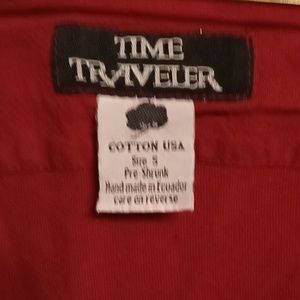 TIME
TRAVELER
COTTON USA
Size S
Pre Shrunk
Hand made in Ecuador
care on reverse